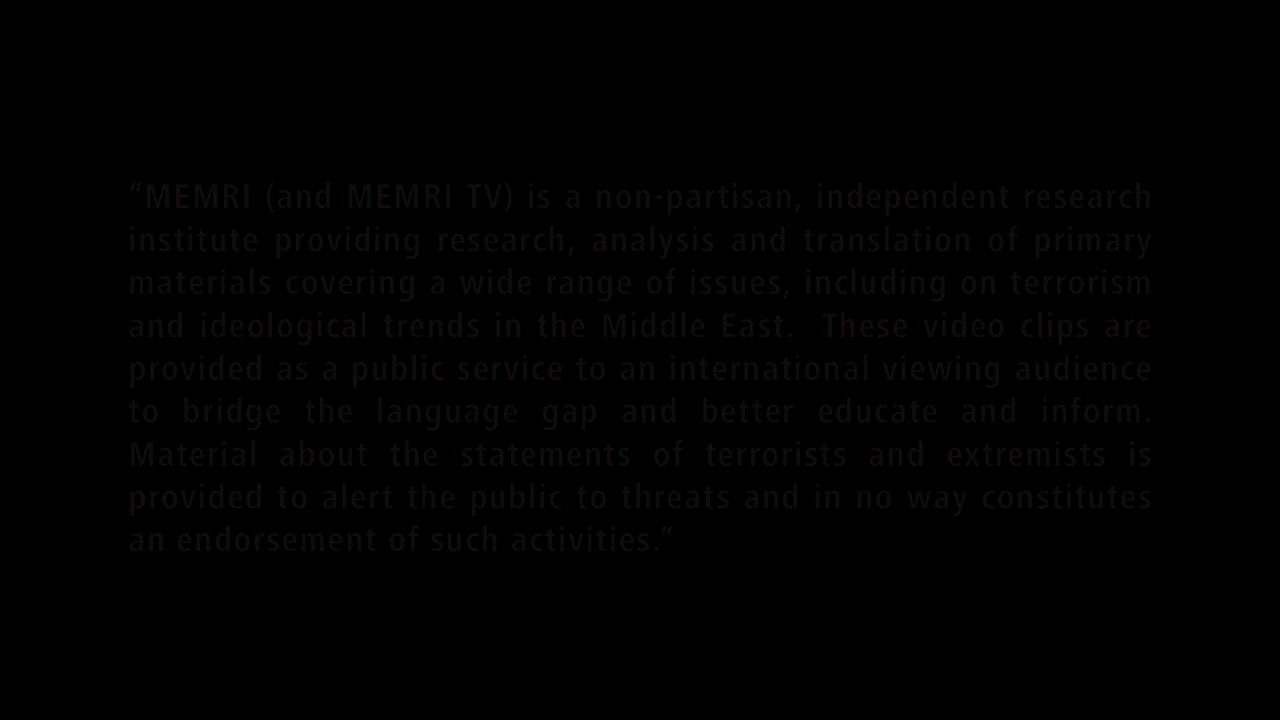 “MEMRI (and MEMRI TV) is a non-partisan, independent research
institute providing research, analysis and translation of primary
materials covering a wide range of issues, including on terrorism
and ideological trends in the Middle East.  These video clips are
provided as a public service to an international viewing audience
to bridge the language gap and better educate and inform.
Material about the statements of terrorists and extremists is
provided to alert the public to threats and in no way constitutes
an endorsement of such activities.”